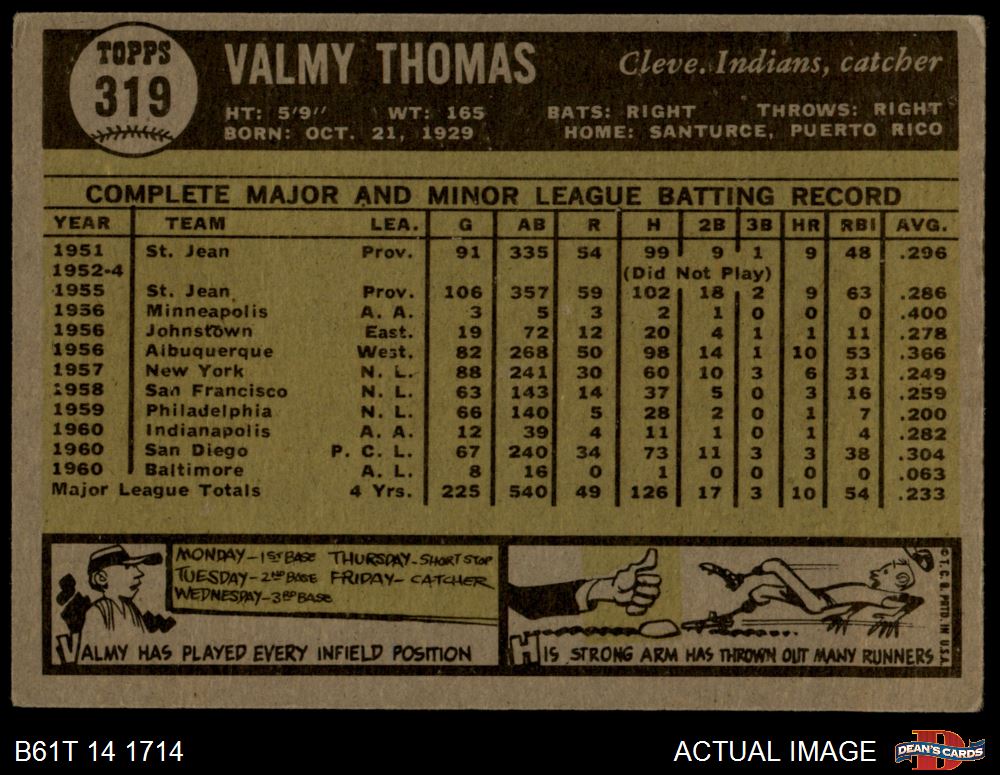 TOPPS
319
VALMY THOMAS
Cleve. Indians, catcher
HT: 5'9" WT: 165 BATS: RIGHT THROWS: RIGHT
BORN: OCT. 21, 1929 HOME: SANTURCE, PUERTO RICO
COMPLETE MAJOR AND MINOR LEAGUE BATTING RECORD
YEAR TEAM LEA. G AB R H 2B 3B HR RBI AVG.
1951 St. Jean Prov. 91 335 54 99 9 1 9 48 .296
1952-4 (Did Not Play)
1955 St. Jean Prov. 106 357 59 102 18 2 9 63 .286
1956 Minneapolis A. A. 3 5 3 2 1 0 0 0 .400
1956 Johnstown East. 19 72 12 20 4 1 1 11 .278
1956 Albuquerque West. 82 268 50 98 14 1 10 53 .366
1957 New York N. L. 88 241 30 60 10 3 6 31 .249
1958 San Francisco N. L. 63 143 14 37 5 0 3 16 .259
1959 Philadelphia N. L. 66 140 5 28 2 0 1 7 .200
1960 Indianapolis A. A. 12 39 4 11 1 0 1 4 .282
1960 San Diego P. C. L. 67 240 34 73 11 3 3 38 .304
1960 Baltimore A. L. 8 16 0 1 0 0 0 0 .063
Major League Totals 4 Yrs. 225 540 49 126 17 3 10 54 .233
MONDAY-1ST BASE THURSDAY-SHORT STOP
TUESDAY-2ND BASE FRIDAY-CATCHER
WEDNESDAY-3RD BASE
VALMY HAS PLAYED EVERY INFIELD POSITION
HIS STRONG ARM HAS THROWN OUT MANY RUNNERS
© T. C. G. PRTD. IN U.S.A.
B61T 14 1714
ACTUAL IMAGE
DEAN'S CARDS